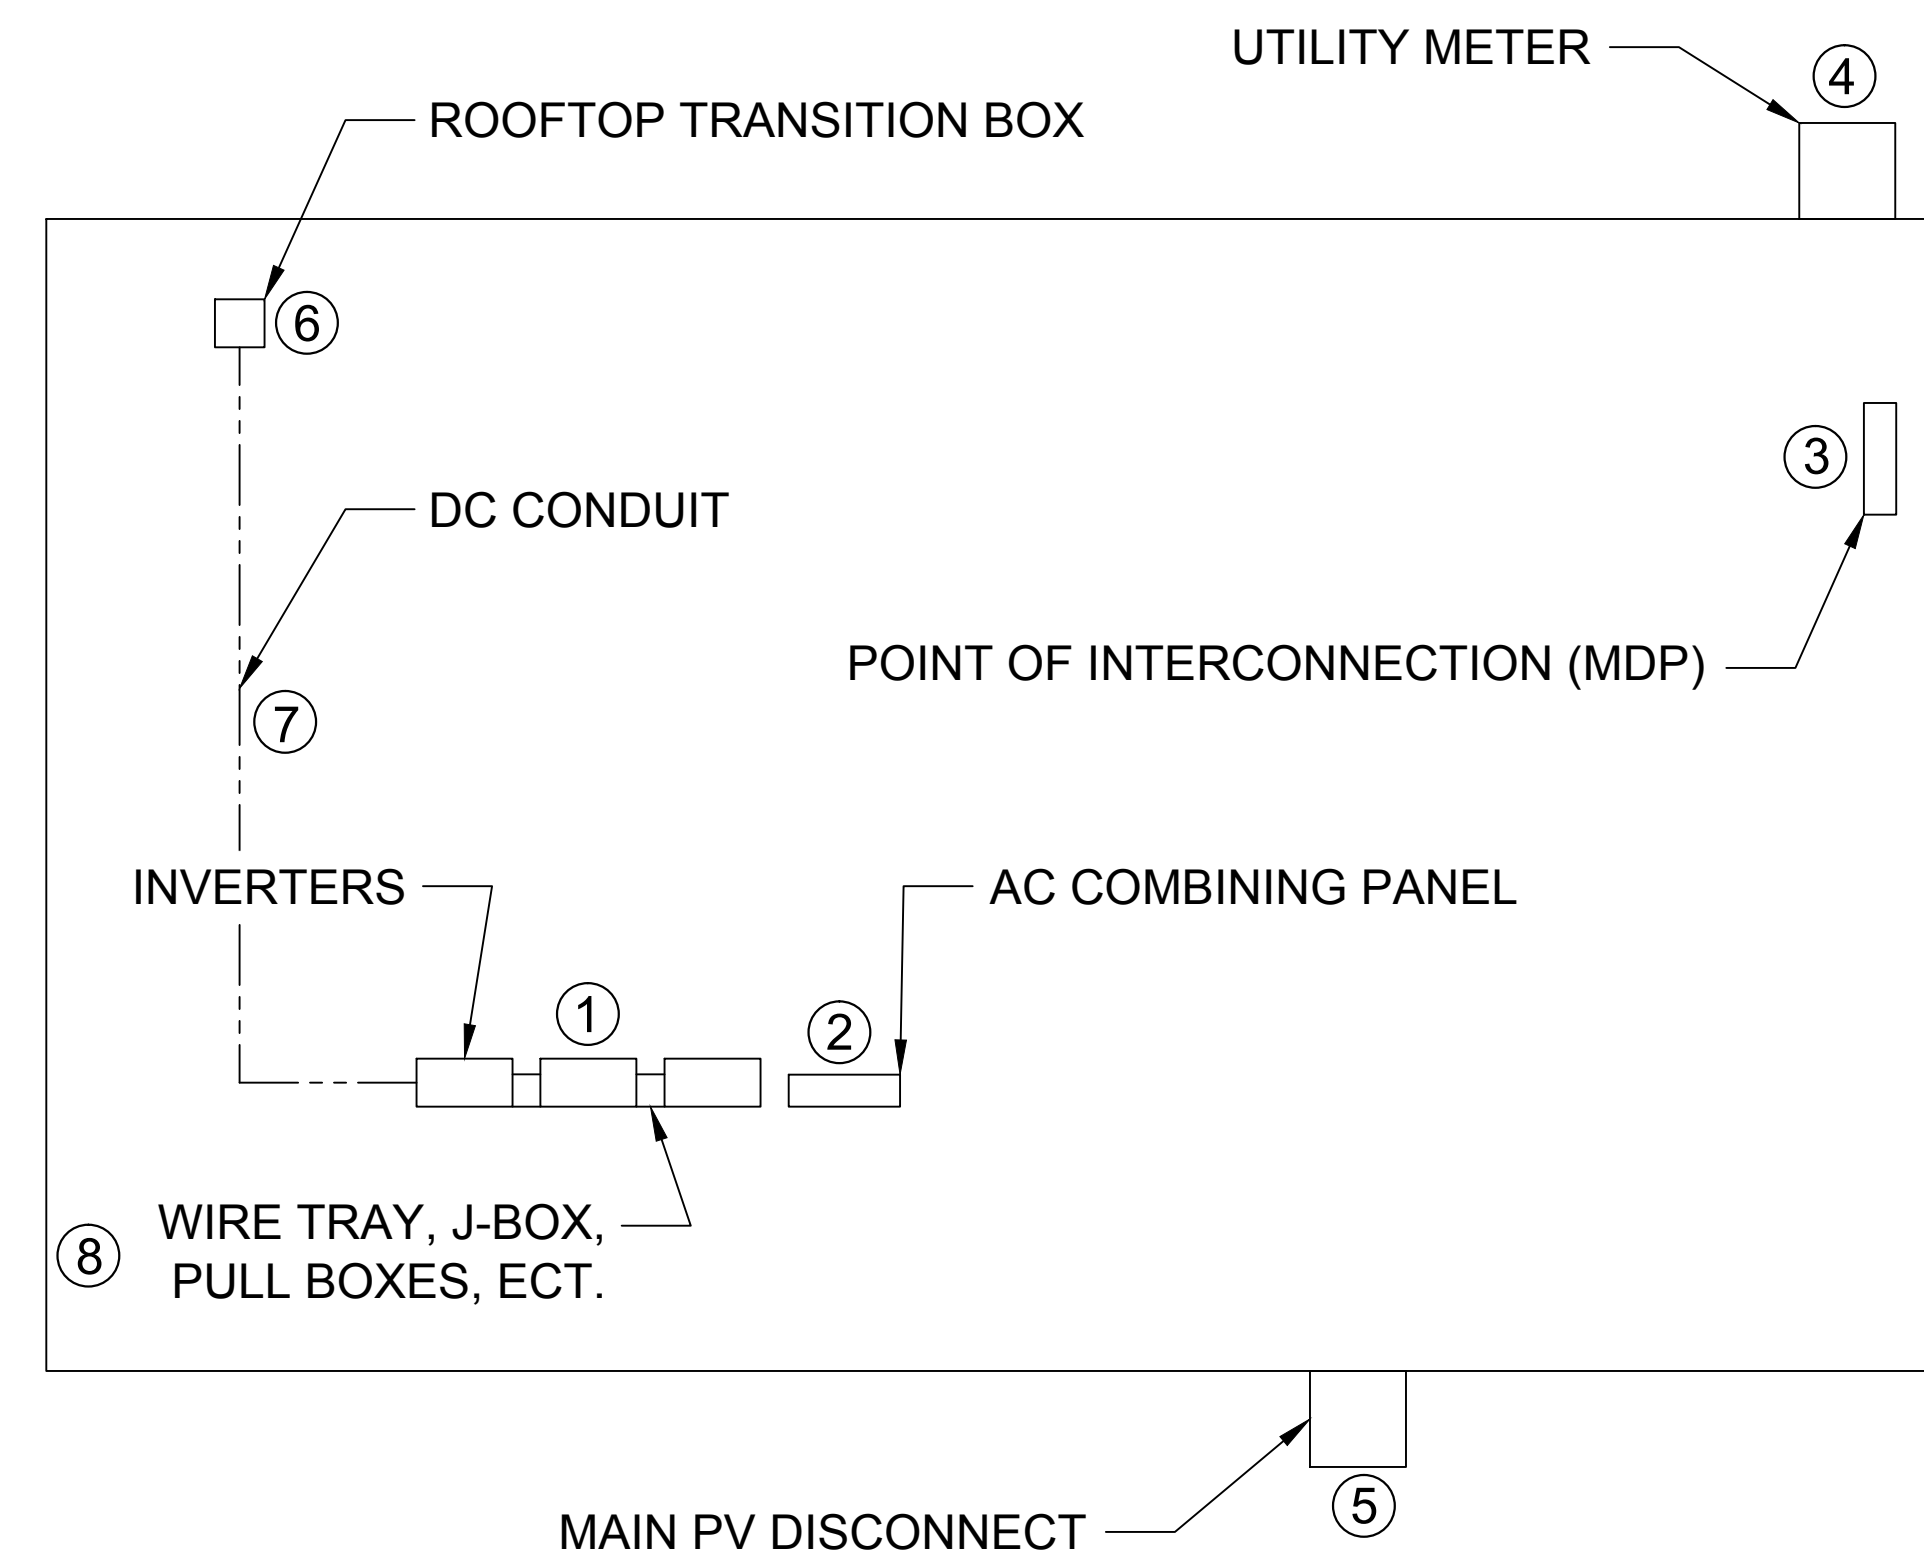 UTILITY METER
4
ROOFTOP TRANSITION BOX
6
3
DC CONDUIT
POINT OF INTERCONNECTION (MDP)
7
INVERTERS
AC COMBINING PANEL
1
2
WIRE TRAY, J-BOX,
PULL BOXES, ECT.
8
5
MAIN PV DISCONNECT